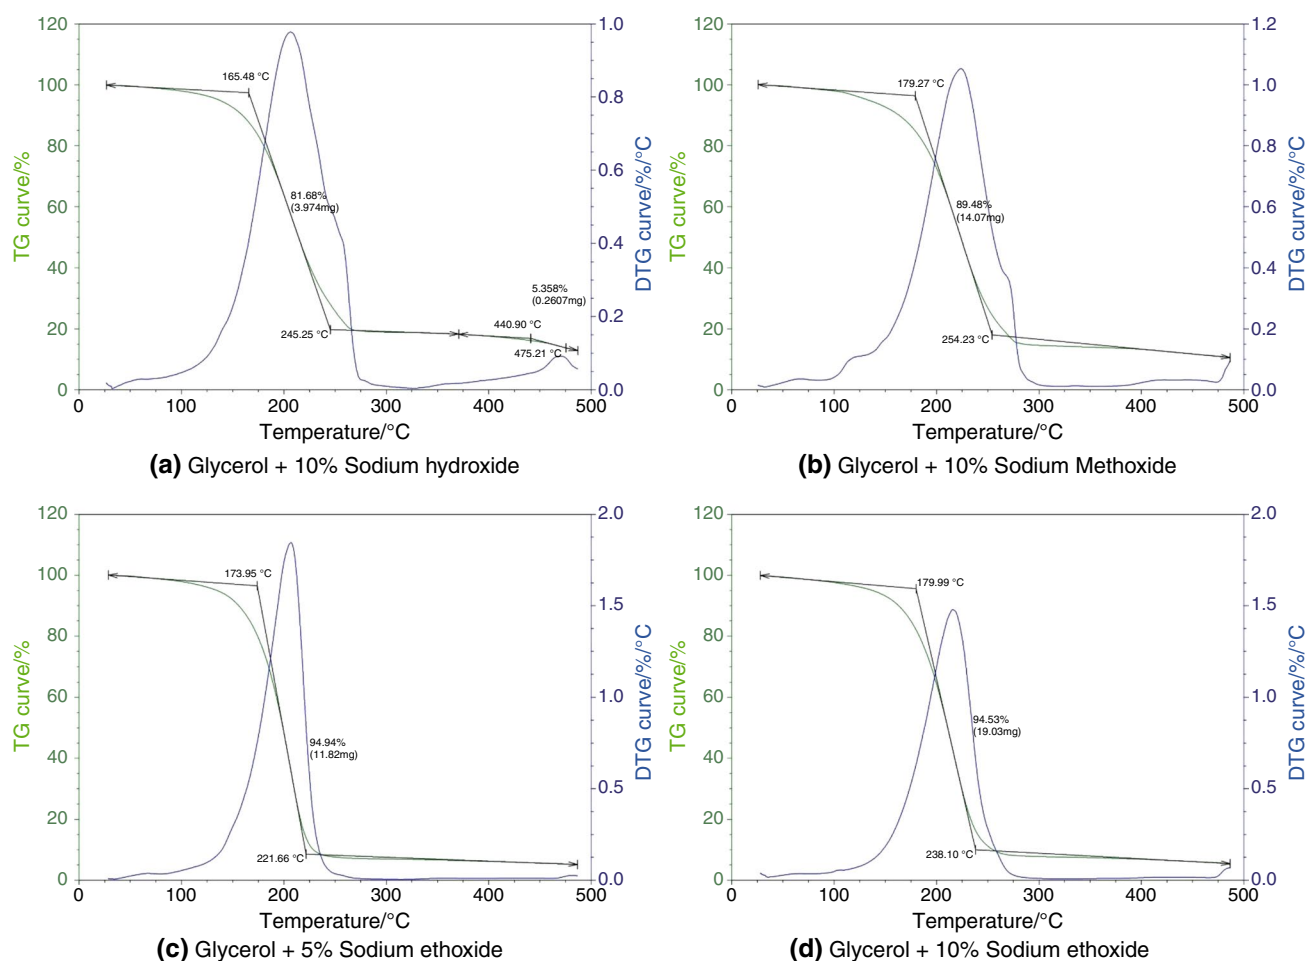 120
100
80
60
40
20
0
TG curve/%
165.48 °C
81.68%
(3.974mg)
245.25 °C
5.358%
(0.2607mg)
440.90 °C
475.21 °C
1.0
0.8
0.6
0.4
0.2
0.0
DTG curve/%/°C
0 100 200 300 400 500
Temperature/°C
(a) Glycerol + 10% Sodium hydroxide
120
100
80
60
40
20
0
TG curve/%
179.27 °C
89.48%
(14.07mg)
254.23 °C
1.2
1.0
0.8
0.6
0.4
0.2
0.0
DTG curve/%/°C
0 100 200 300 400 500
Temperature/°C
(b) Glycerol + 10% Sodium Methoxide
120
100
80
60
40
20
0
TG curve/%
173.95 °C
94.94%
(11.82mg)
221.66 °C
2.0
1.5
1.0
0.5
0.0
DTG curve/%/°C
0 100 200 300 400 500
Temperature/°C
(c) Glycerol + 5% Sodium ethoxide
120
100
80
60
40
20
0
TG curve/%
179.99 °C
94.53%
(19.03mg)
238.10 °C
2.0
1.5
1.0
0.5
0.0
DTG curve/%/°C
0 100 200 300 400 500
Temperature/°C
(d) Glycerol + 10% Sodium ethoxide